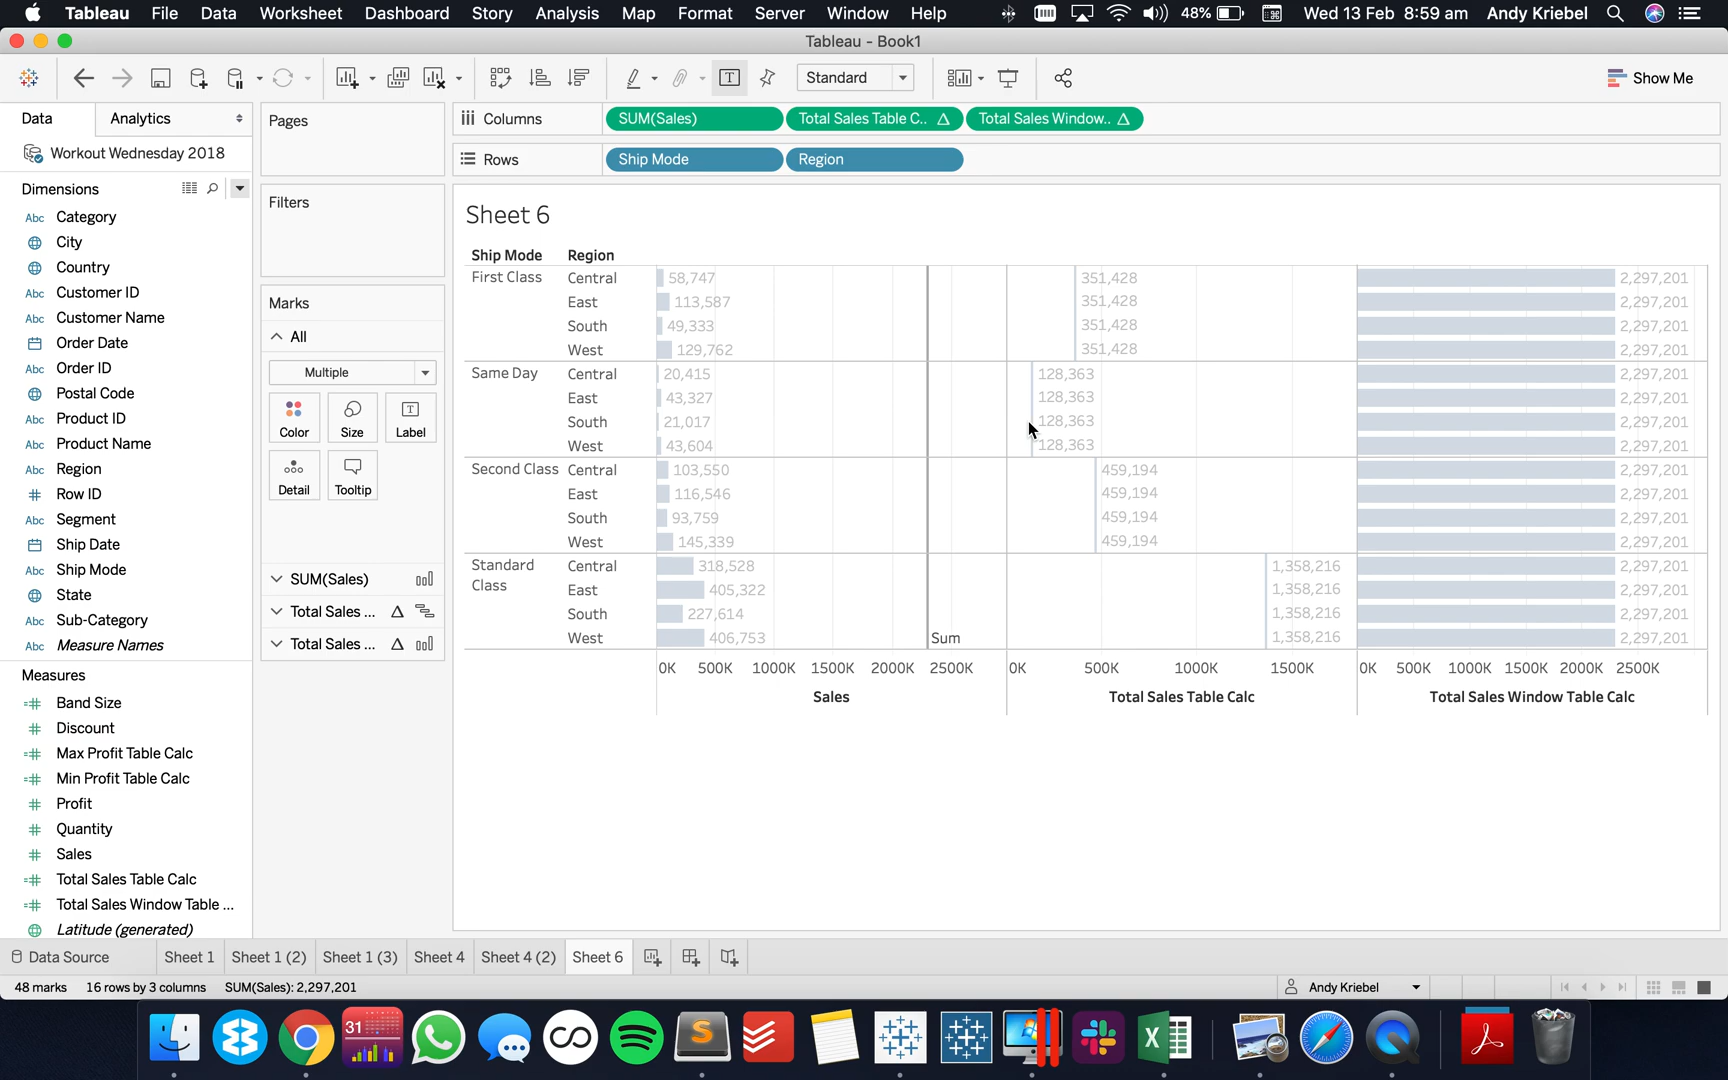 Tableau File Data Worksheet Dashboard Story Analysis Map Format Server Window Help 48% Wed 13 Feb 8:59 am Andy Kriebel
Tableau - Book1
Standard
Show Me
Data Analytics
Workout Wednesday 2018
Dimensions
Abc Category
City
Country
Abc Customer ID
Abc Customer Name
Order Date
Abc Order ID
Postal Code
Abc Product ID
Abc Product Name
Abc Region
# Row ID
Abc Segment
Ship Date
Abc Ship Mode
State
Abc Sub-Category
Abc Measure Names
Measures
=# Band Size
# Discount
=# Max Profit Table Calc
=# Min Profit Table Calc
# Profit
# Quantity
# Sales
=# Total Sales Table Calc
=# Total Sales Window Table ...
Latitude (generated)
Pages
Filters
Marks
All
Multiple
Color Size Label
Detail Tooltip
SUM(Sales)
Total Sales ... Δ
Total Sales ... Δ
Columns SUM(Sales) Total Sales Table C.. Δ Total Sales Window.. Δ
Rows Ship Mode Region
Sheet 6
Ship Mode Region
First Class Central 58,747 351,428 2,297,201
East 113,587 351,428 2,297,201
South 49,333 351,428 2,297,201
West 129,762 351,428 2,297,201
Same Day Central 20,415 128,363 2,297,201
East 43,327 128,363 2,297,201
South 21,017 128,363 2,297,201
West 43,604 128,363 2,297,201
Second Class Central 103,550 459,194 2,297,201
East 116,546 459,194 2,297,201
South 93,759 459,194 2,297,201
West 145,339 459,194 2,297,201
Standard Central 318,528 1,358,216 2,297,201
Class East 405,322 1,358,216 2,297,201
South 227,614 1,358,216 2,297,201
West 406,753 Sum 1,358,216 2,297,201
0K 500K 1000K 1500K 2000K 2500K 0K 500K 1000K 1500K 0K 500K 1000K 1500K 2000K 2500K
Sales Total Sales Table Calc Total Sales Window Table Calc
Data Source Sheet 1 Sheet 1 (2) Sheet 1 (3) Sheet 4 Sheet 4 (2) Sheet 6
48 marks 16 rows by 3 columns SUM(Sales): 2,297,201 Andy Kriebel
31